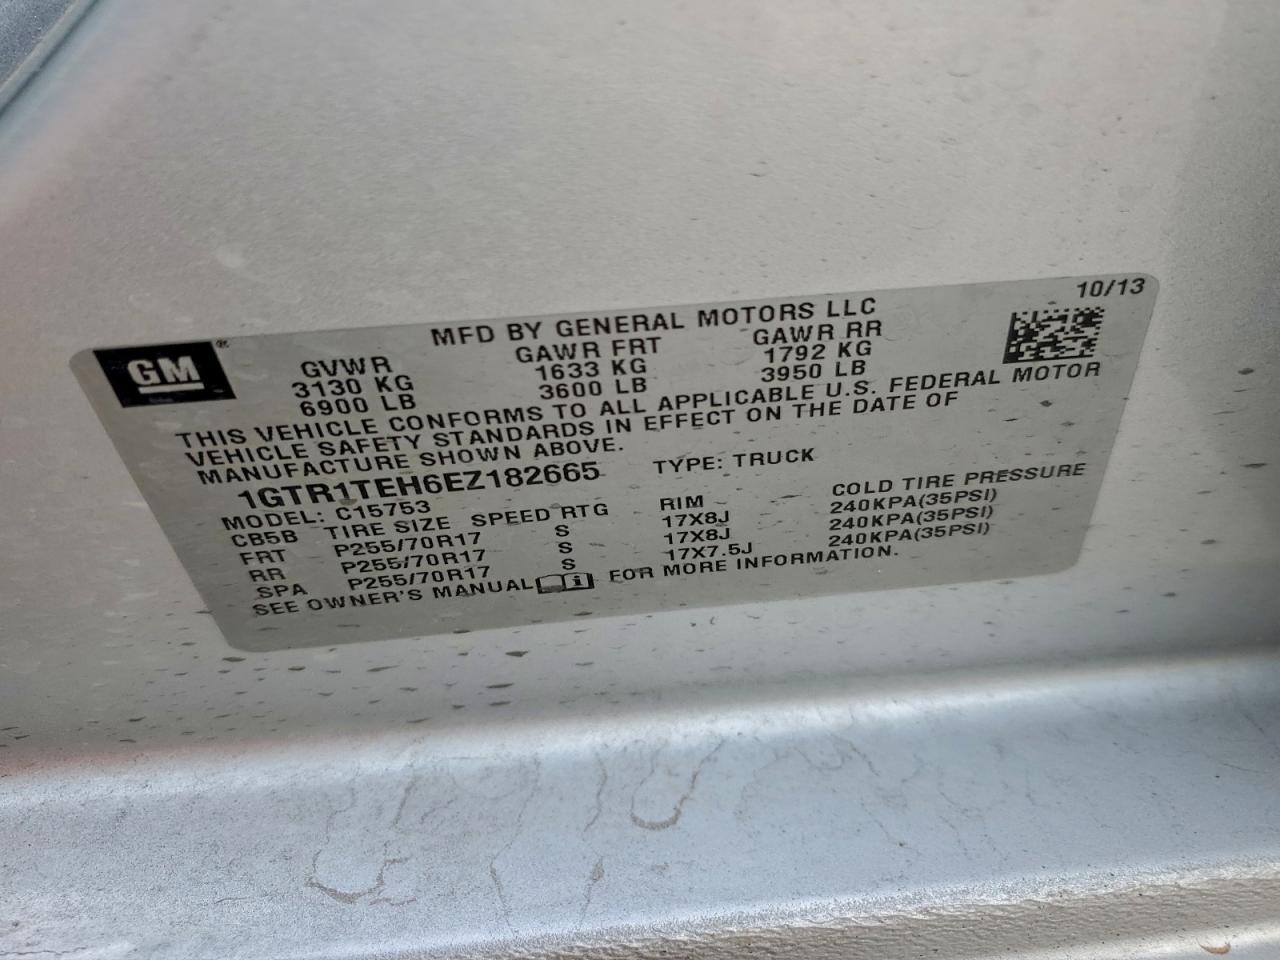 10/13
GM ®
MFD BY GENERAL MOTORS LLC
GVWR GAWR FRT GAWR RR
3130 KG 1633 KG 1792 KG
6900 LB 3600 LB 3950 LB
THIS VEHICLE CONFORMS TO ALL APPLICABLE U.S. FEDERAL MOTOR
VEHICLE SAFETY STANDARDS IN EFFECT ON THE DATE OF
MANUFACTURE SHOWN ABOVE.
1GTR1TEH6EZ182665 TYPE: TRUCK
MODEL: C15753
CB5B TIRE SIZE SPEED RTG RIM COLD TIRE PRESSURE
FRT P255/70R17 S 17X8J 240KPA(35PSI)
RR P255/70R17 S 17X8J 240KPA(35PSI)
SPA P255/70R17 S 17X7.5J 240KPA(35PSI)
SEE OWNER'S MANUAL i FOR MORE INFORMATION.